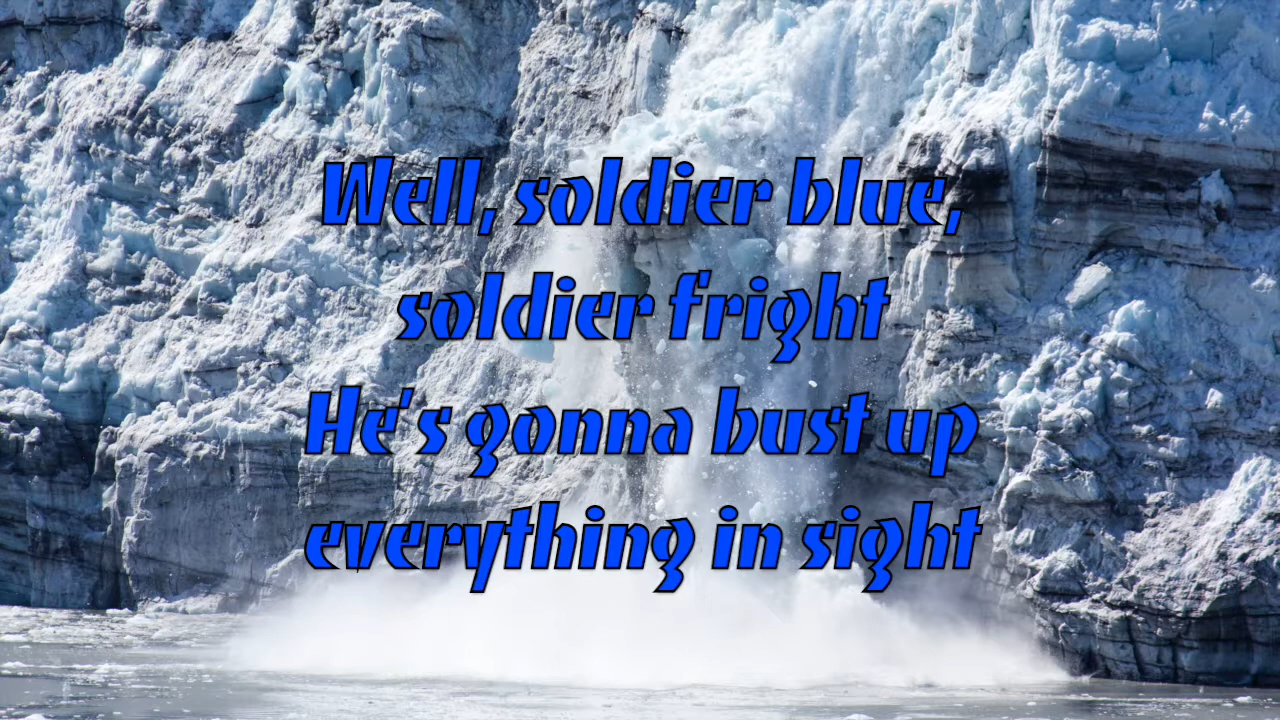 Well, soldier blue,
soldier fright
He's gonna bust up
everything in sight